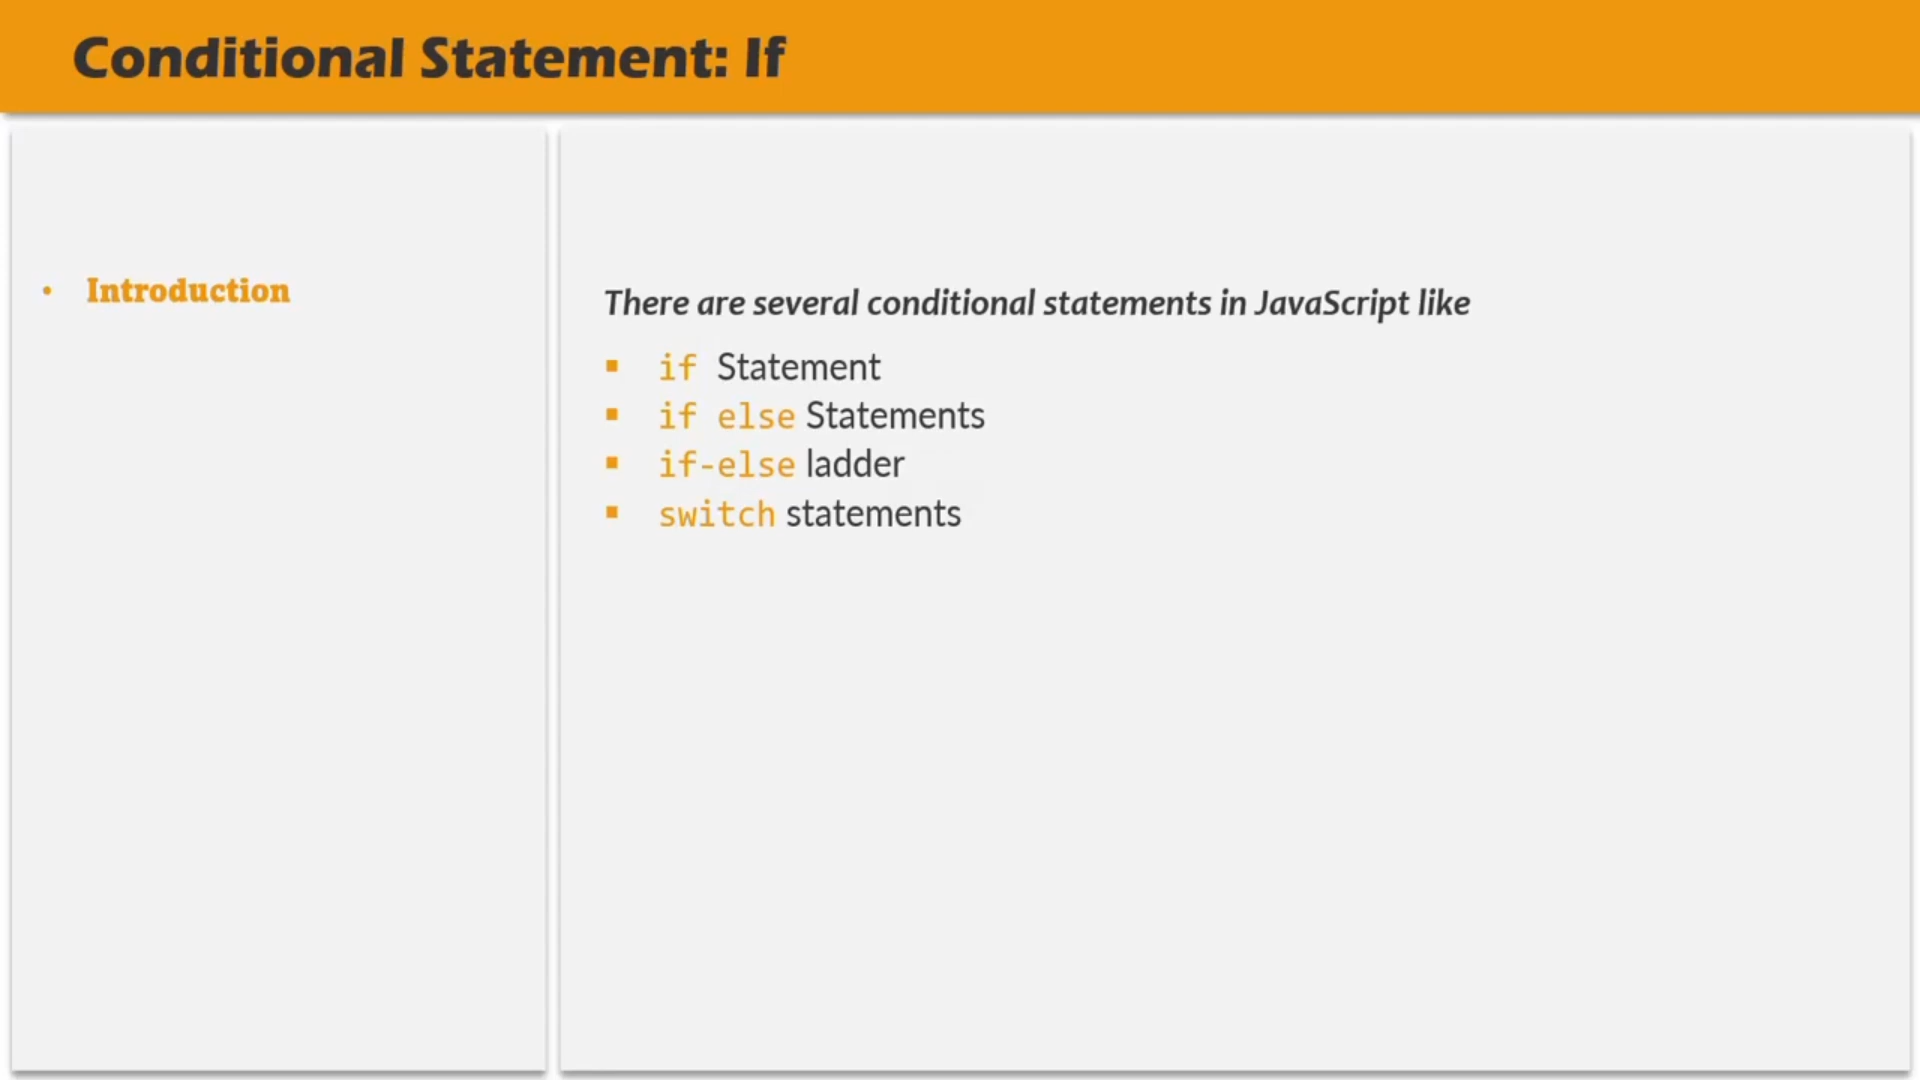 Conditional Statement: If
• Introduction
There are several conditional statements in JavaScript like
▪ if Statement
▪ if else Statements
▪ if-else ladder
▪ switch statements